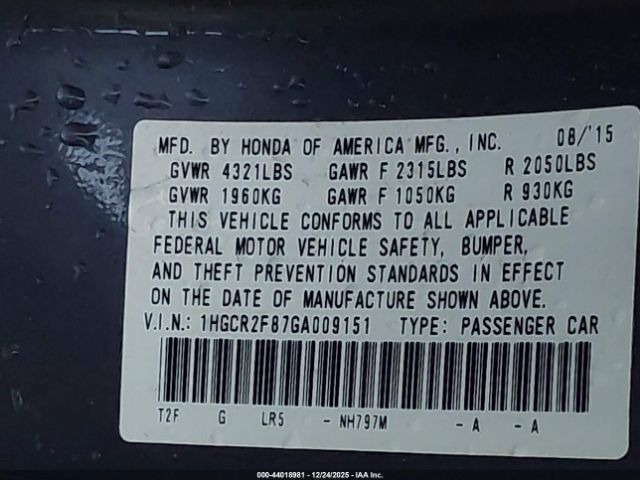 MFD. BY HONDA OF AMERICA MFG., INC. 08/'15
GVWR 4321LBS GAWR F 2315LBS R 2050LBS
GVWR 1960KG GAWR F 1050KG R 930KG
THIS VEHICLE CONFORMS TO ALL APPLICABLE
FEDERAL MOTOR VEHICLE SAFETY, BUMPER,
AND THEFT PREVENTION STANDARDS IN EFFECT
ON THE DATE OF MANUFACTURE SHOWN ABOVE.
V.I.N.: 1HGCR2F87GA009151 TYPE: PASSENGER CAR
T2F G LR5 - NH797M - A - A
000-44018981 - 12/24/2025 - IAA Inc.